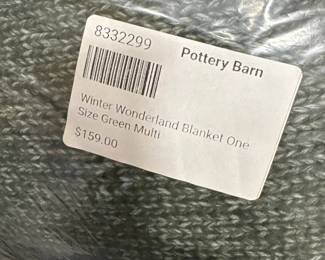 8332299
Pottery Barn
Winter Wonderland Blanket One
Size Green Multi
$159.00